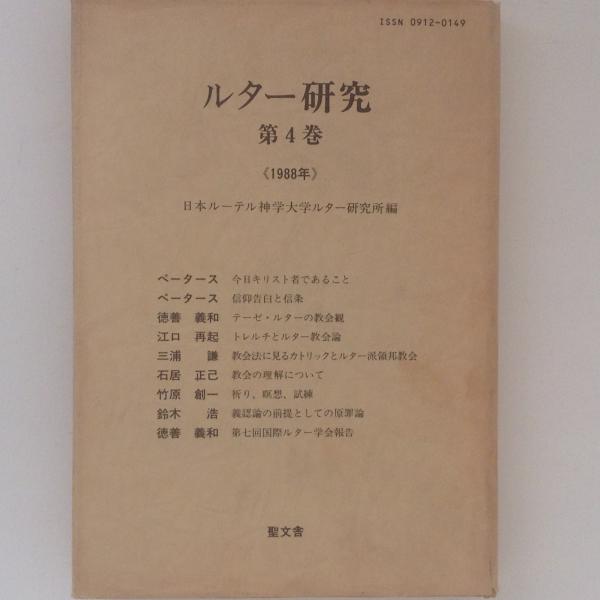 ISSN 0912-0149
ルター研究
第4巻
《1988年》
日本ルーテル神学大学ルター研究所編
ペータース 今日キリスト者であること
ペータース 信仰告白と信条
徳善 義和 テーゼ・ルターの教会観
江口 再起 トレルチとルター教会論
三浦 謙 教会法に見るカトリックとルター派領邦教会
石居 正己 教会の理解について
竹原 創一 祈り、瞑想、試練
鈴木 浩 義認論の前提としての原罪論
徳善 義和 第七回国際ルター学会報告
聖文舎